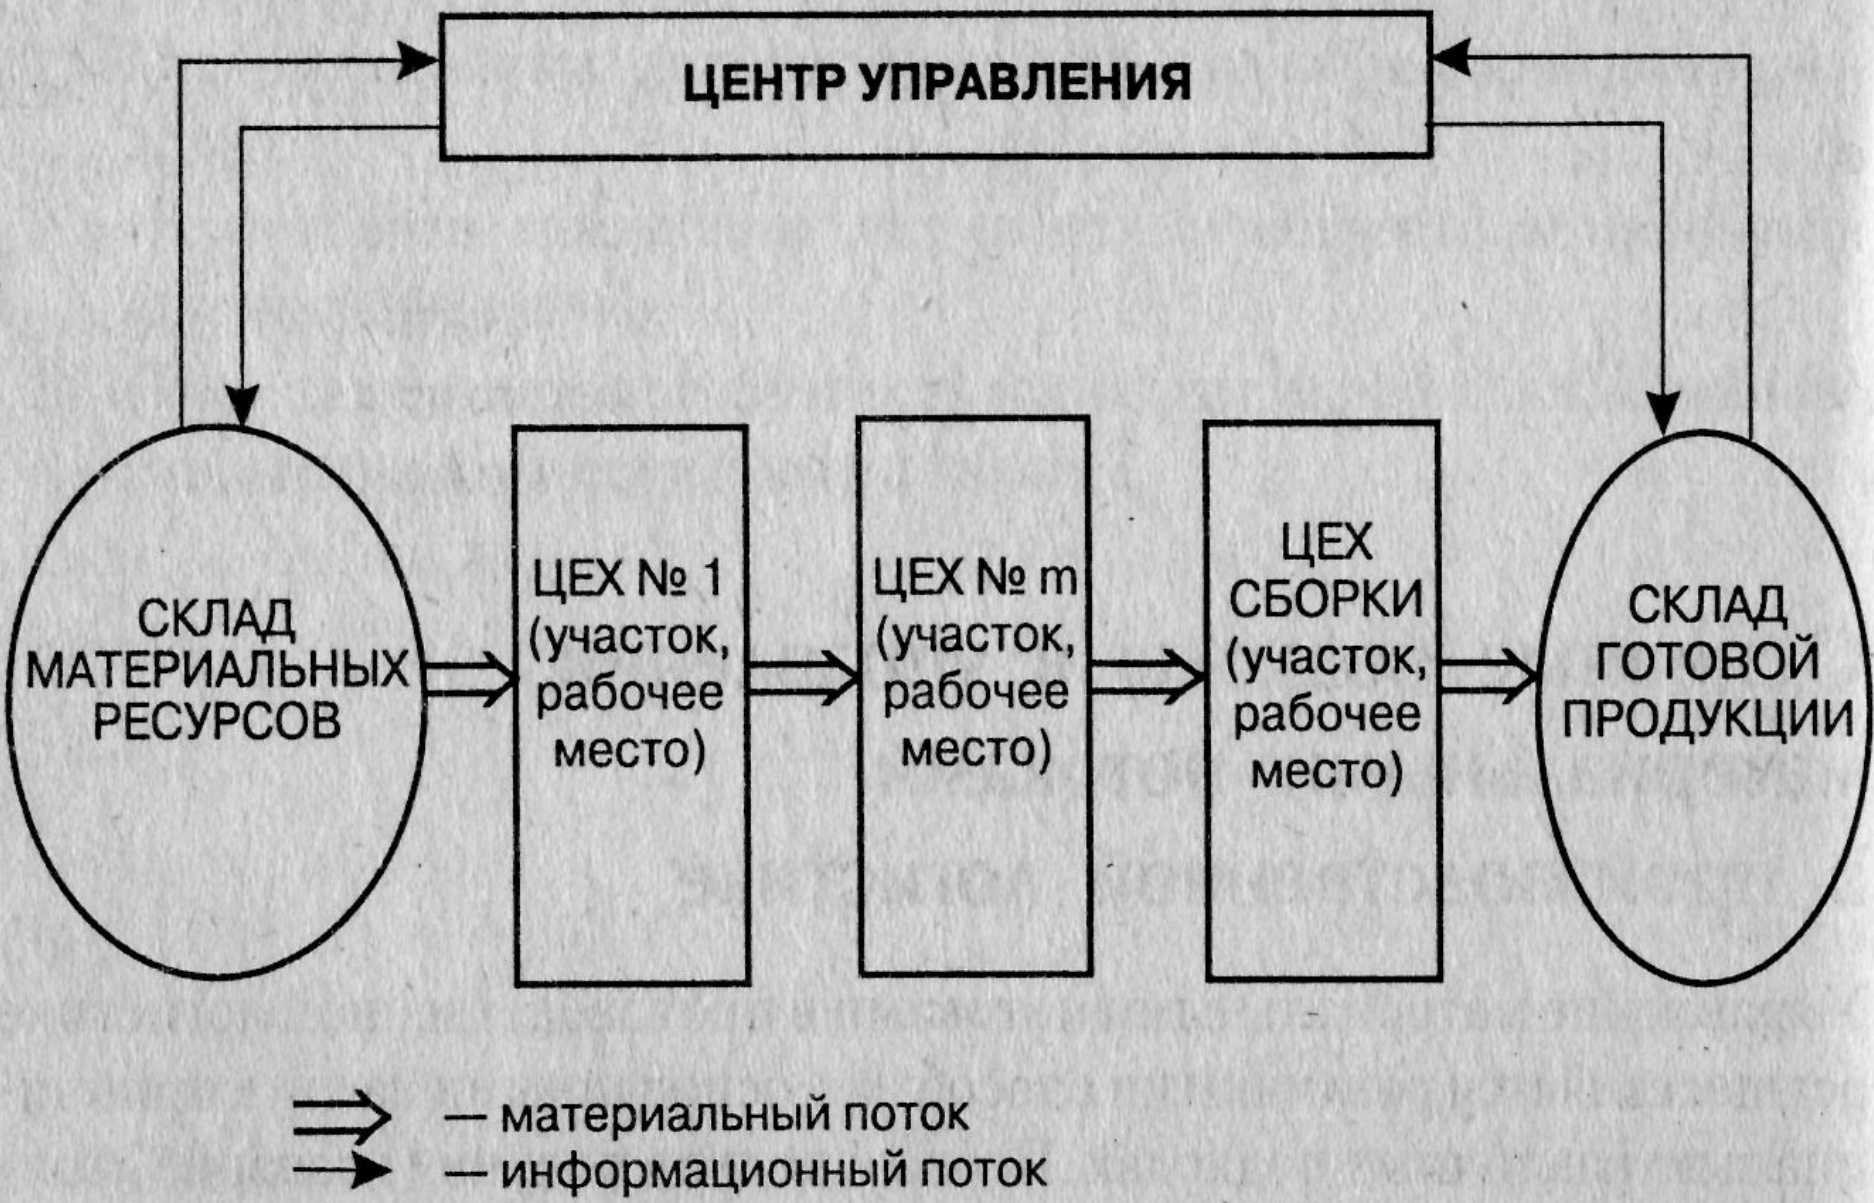 ЦЕНТР УПРАВЛЕНИЯ
СКЛАД
МАТЕРИАЛЬНЫХ
РЕСУРСОВ
ЦЕХ № 1
(участок,
рабочее
место)
ЦЕХ № m
(участок,
рабочее
место)
ЦЕХ
СБОРКИ
(участок,
рабочее
место)
СКЛАД
ГОТОВОЙ
ПРОДУКЦИИ
— материальный поток
— информационный поток